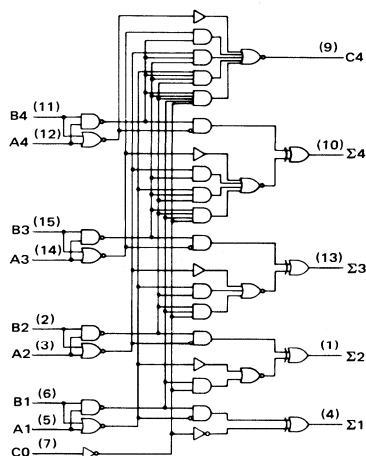 (9)
C4
B4 (11)
A4 (12)
(10)
Σ4
B3 (15)
A3 (14)
(13)
Σ3
B2 (2)
A2 (3)
(1)
Σ2
B1 (6)
A1 (5)
(4)
Σ1
C0 (7)